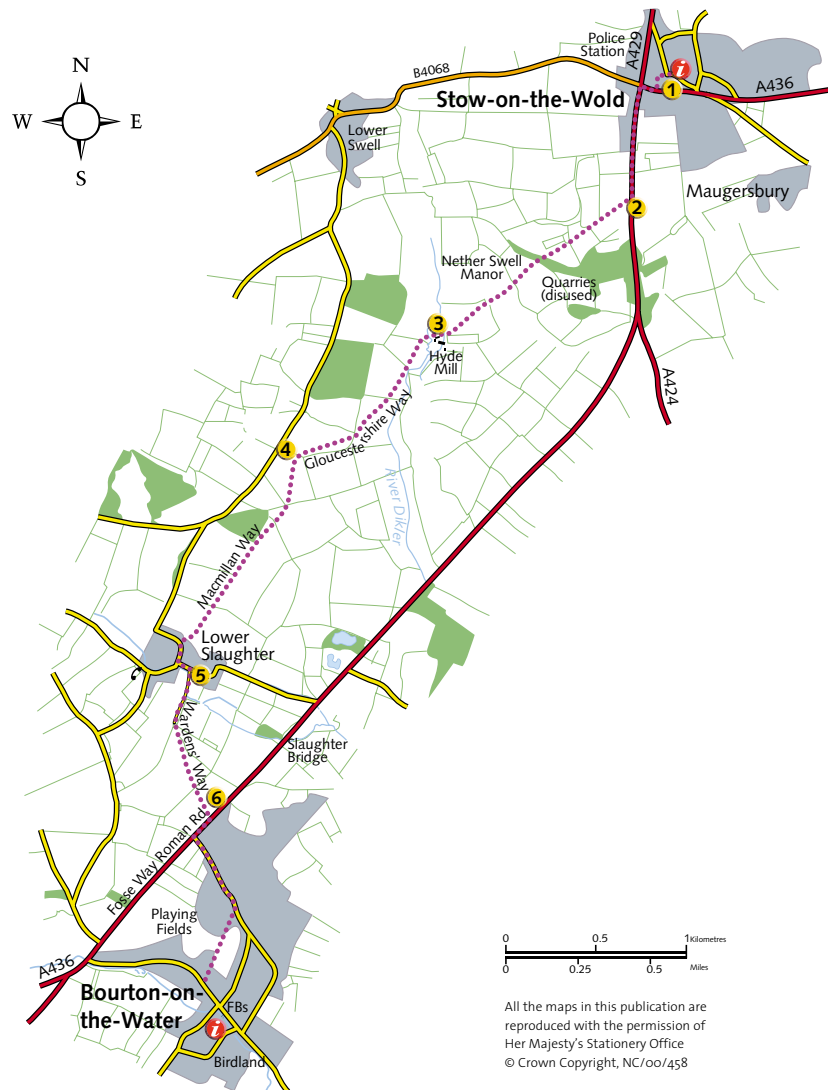 Police
Station
A429
B4068
i
A436
Stow-on-the-Wold
1
N
W
E
S
Lower
Swell
Maugersbury
2
Nether Swell
Manor
Quarries
(disused)
3
Hyde
Mill
A424
Gloucestershire Way
4
River Dikler
Macmillan Way
Lower
Slaughter
5
Wardens' Way
Slaughter
Bridge
6
Fosse Way Roman Rd
Playing
Fields
A436
Bourton-on-
the-Water
FBs
i
Birdland
0 0.5 1 Kilometres
0 0.25 0.5 Miles
All the maps in this publication are
reproduced with the permission of
Her Majesty's Stationery Office
© Crown Copyright, NC/00/458